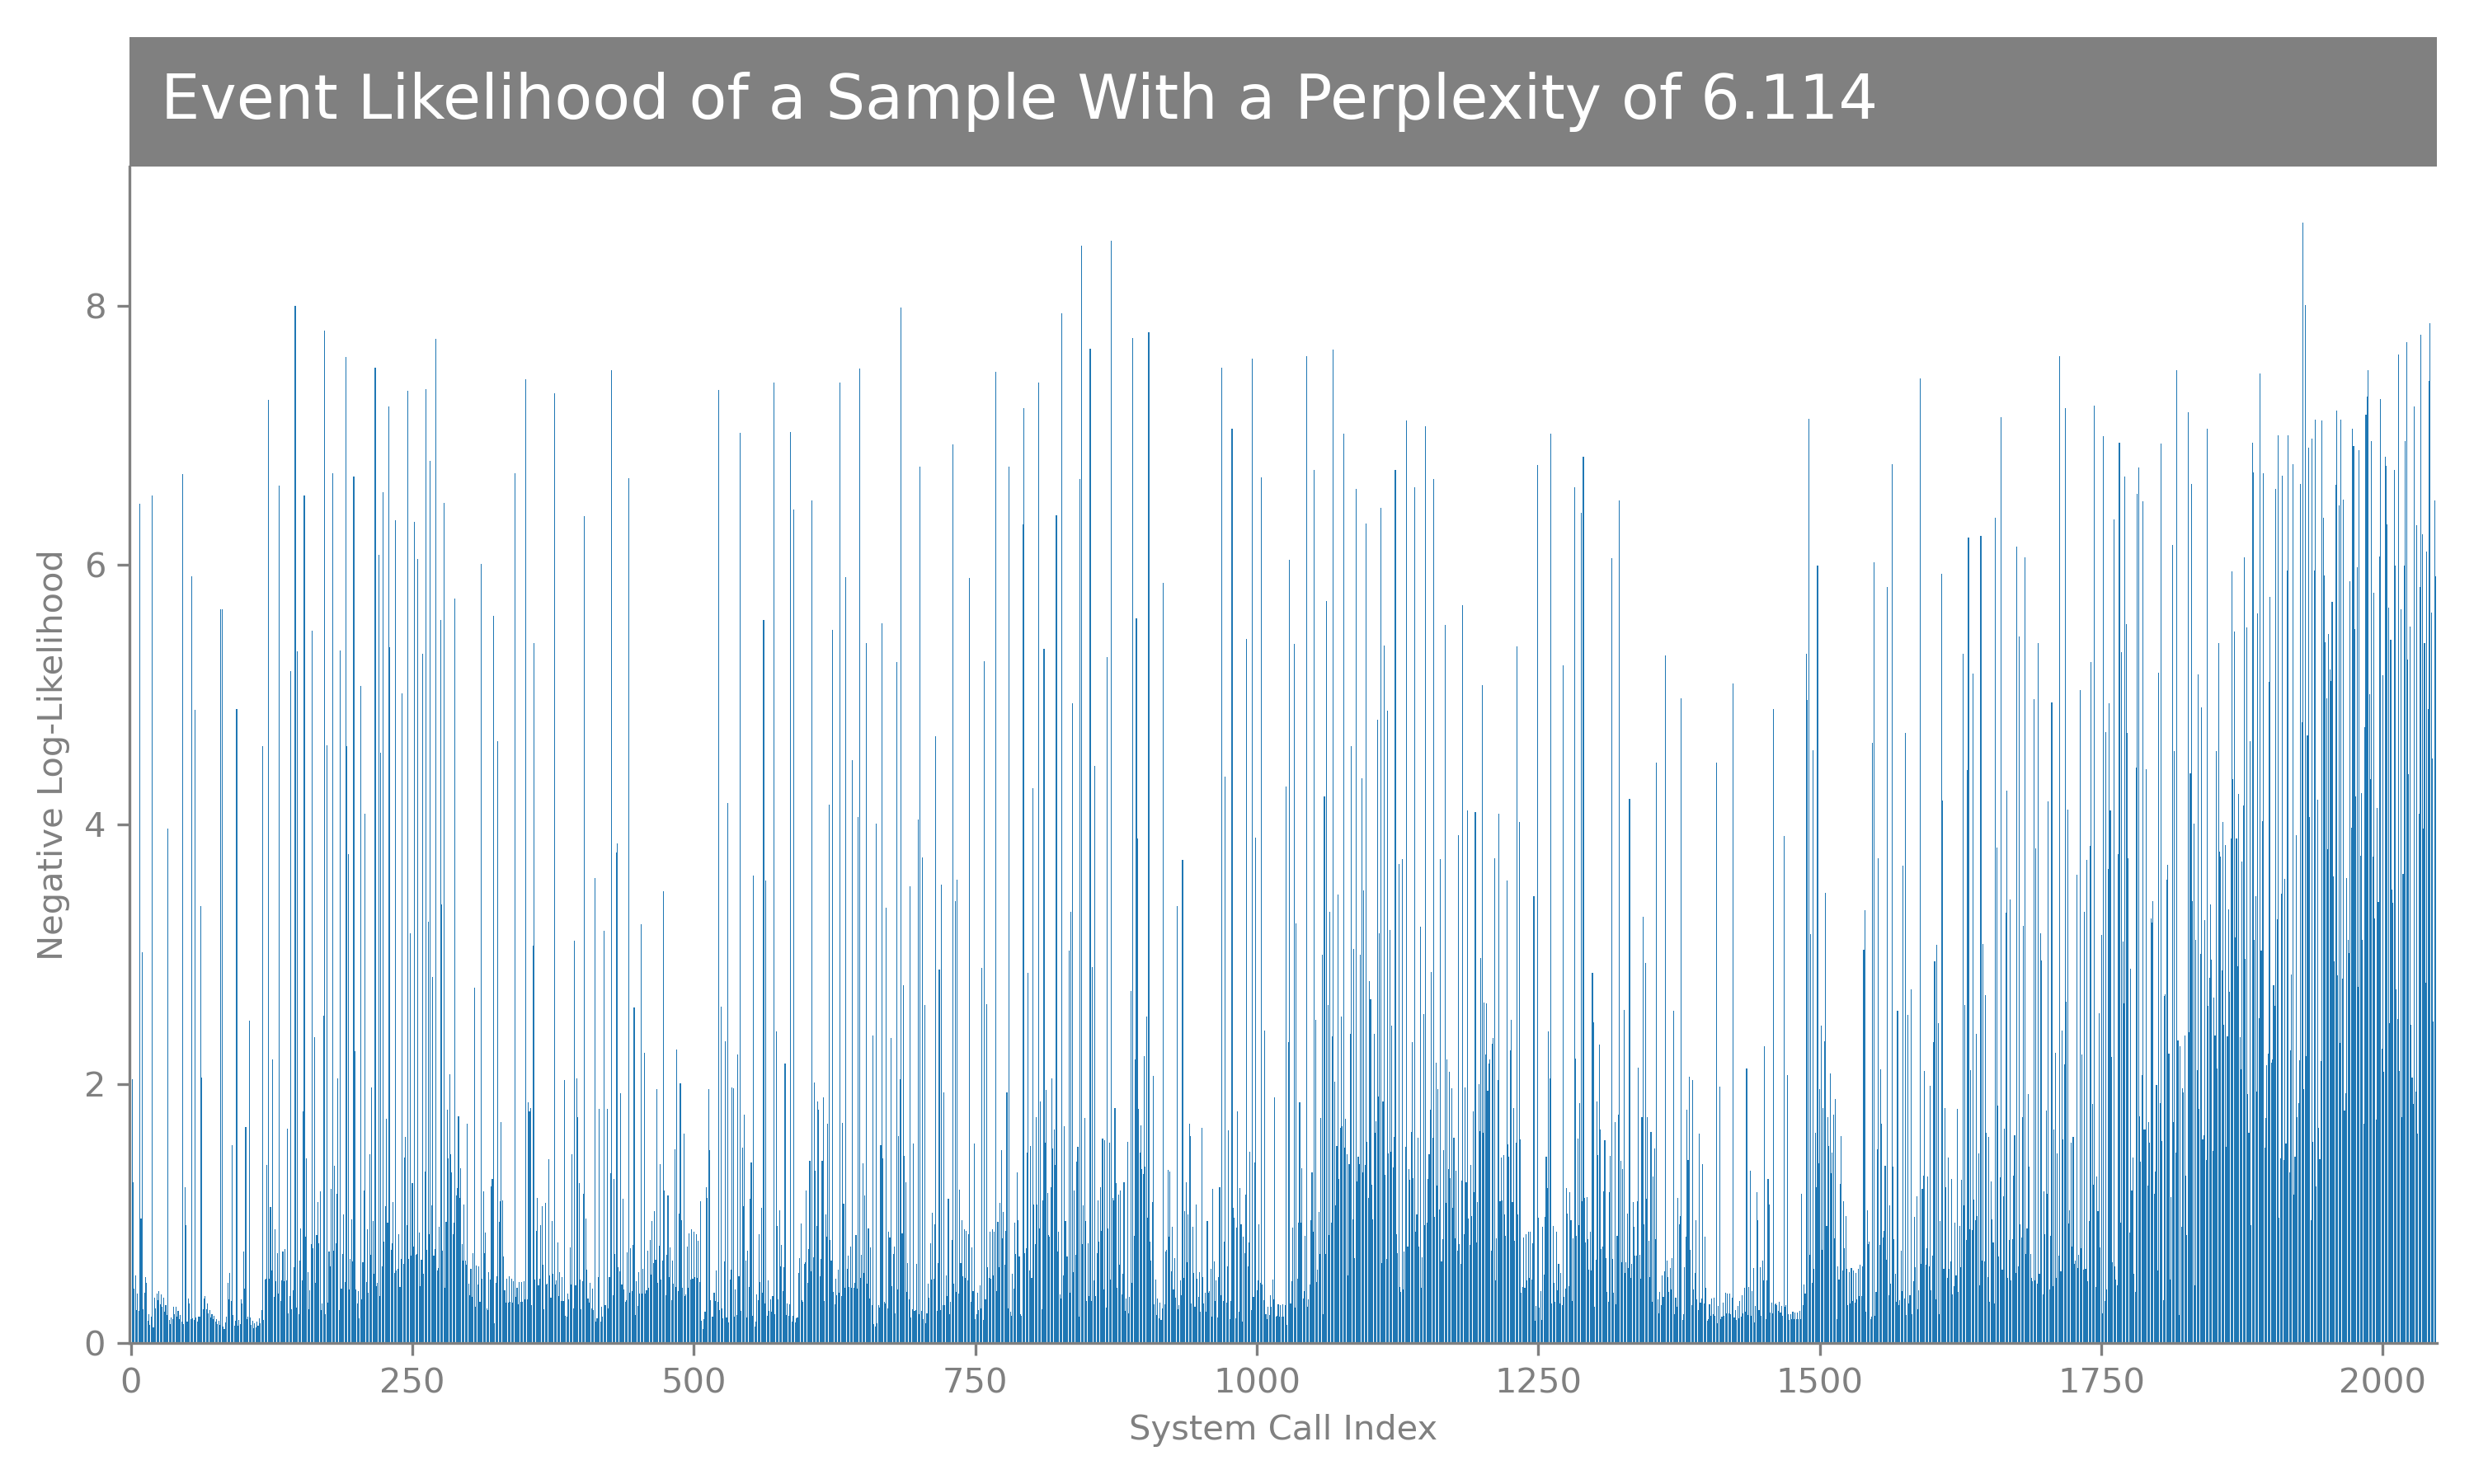 Event Likelihood of a Sample With a Perplexity of 6.114
8
6
4
2
0
Negative Log-Likelihood
0 250 500 750 1000 1250 1500 1750 2000
System Call Index